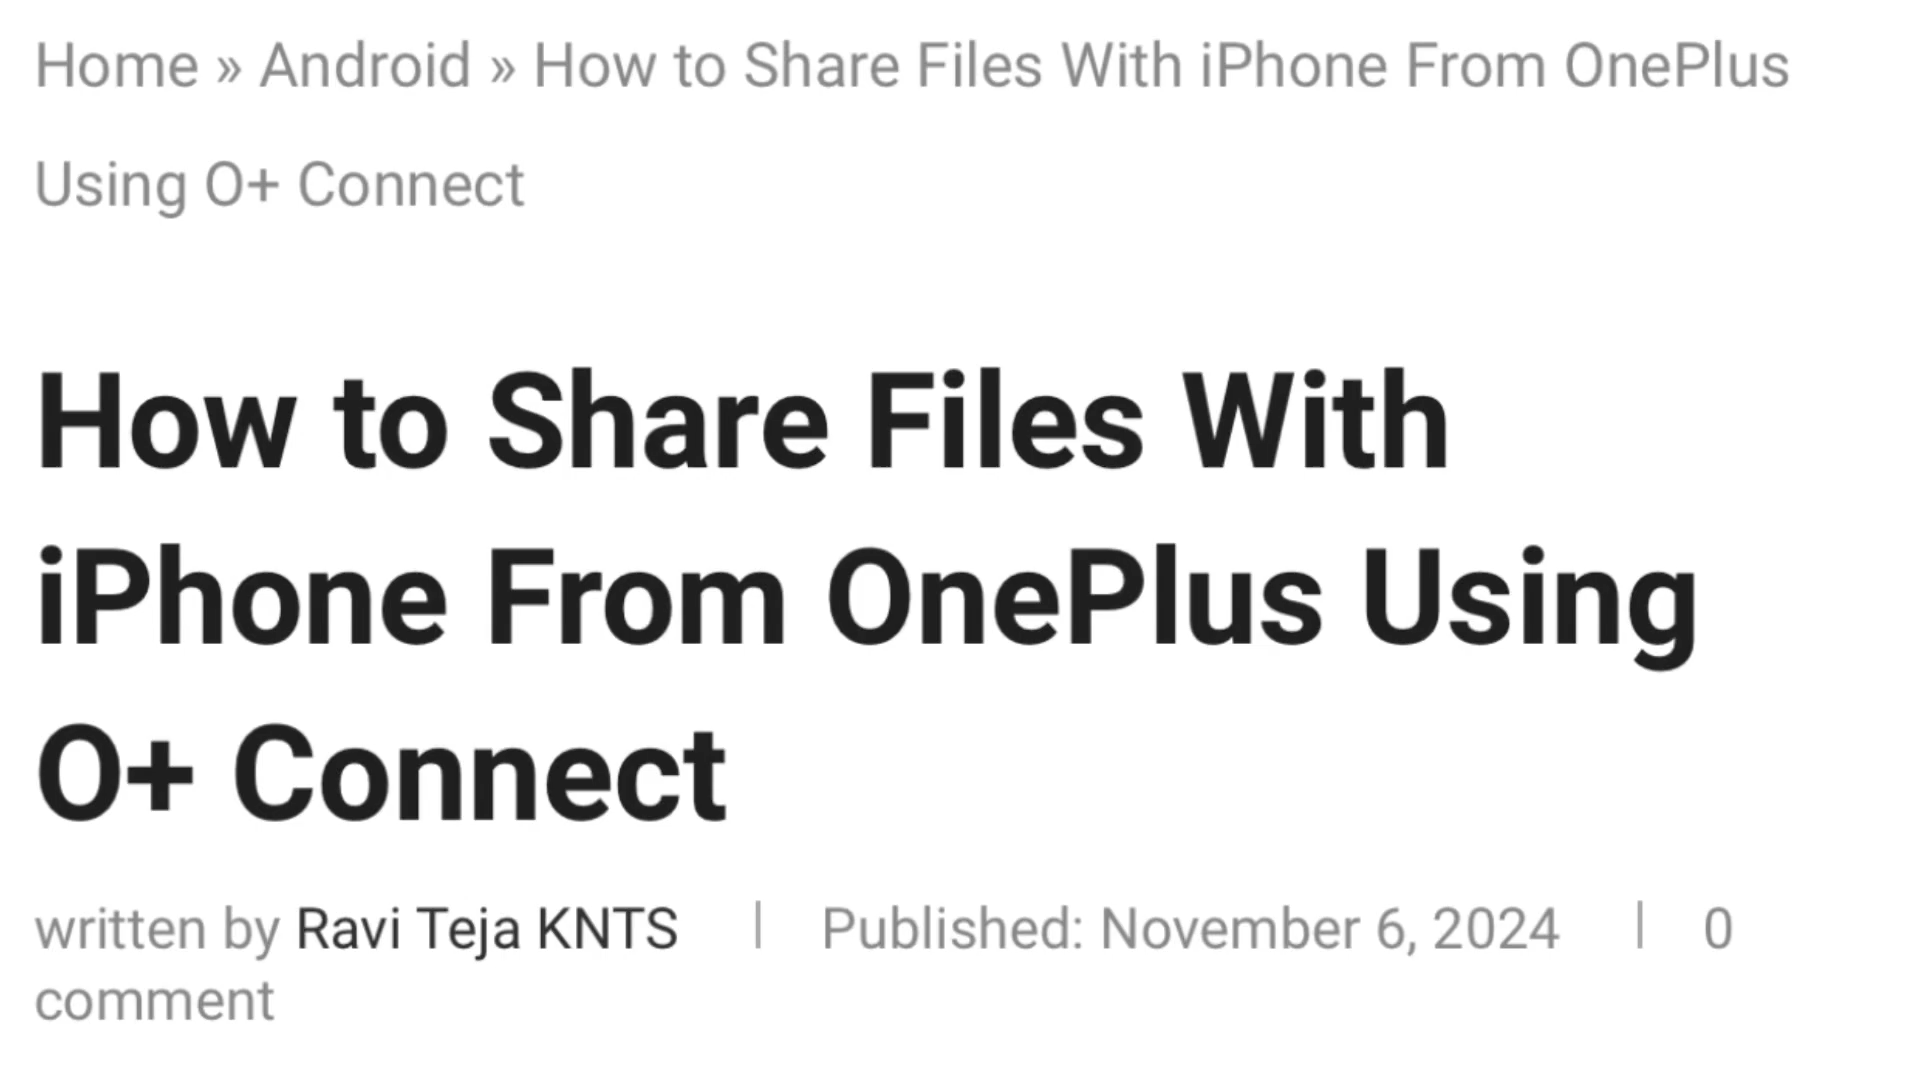 Home » Android » How to Share Files With iPhone From OnePlus
Using O+ Connect
How to Share Files With
iPhone From OnePlus Using
O+ Connect
written by Ravi Teja KNTS | Published: November 6, 2024 | 0
comment